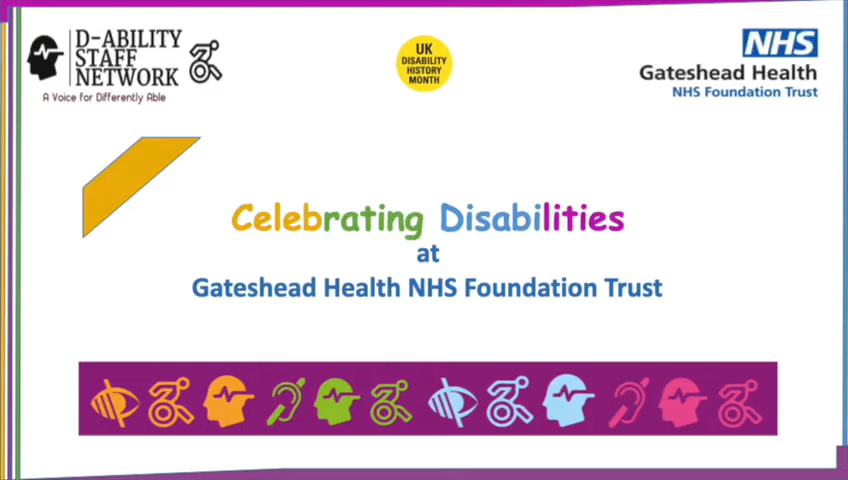 D-ABILITY
STAFF
NETWORK
A Voice for Differently Able
UK
DISABILITY
HISTORY
MONTH
NHS
Gateshead Health
NHS Foundation Trust
Celebrating Disabilities
at
Gateshead Health NHS Foundation Trust